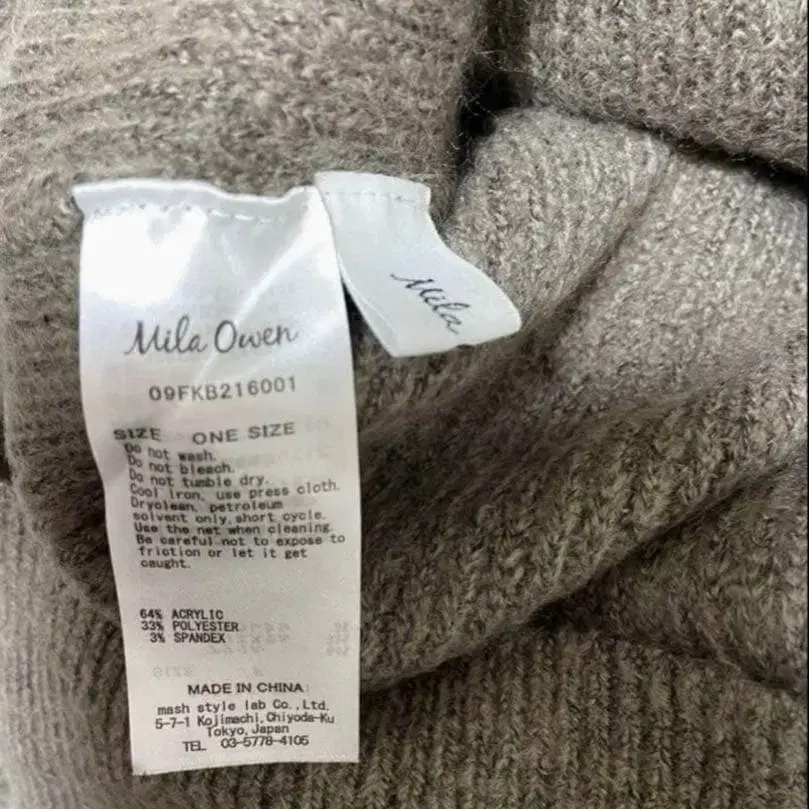 Mila Owen
Mila
09FKB216001
SIZE ONE SIZE
Do not wash.
Do not bleach.
Do not tumble dry.
Cool iron, use press cloth.
Dryclean, petroleum
solvent only, short cycle.
Use the net when cleaning.
Be careful not to expose to
friction or let it get
caught.
64% ACRYLIC
33% POLYESTER
3% SPANDEX
MADE IN CHINA
mash style lab Co.,Ltd.
5-7-1 Kojimachi,Chiyoda-Ku
Tokyo,Japan
TEL 03-5778-4105